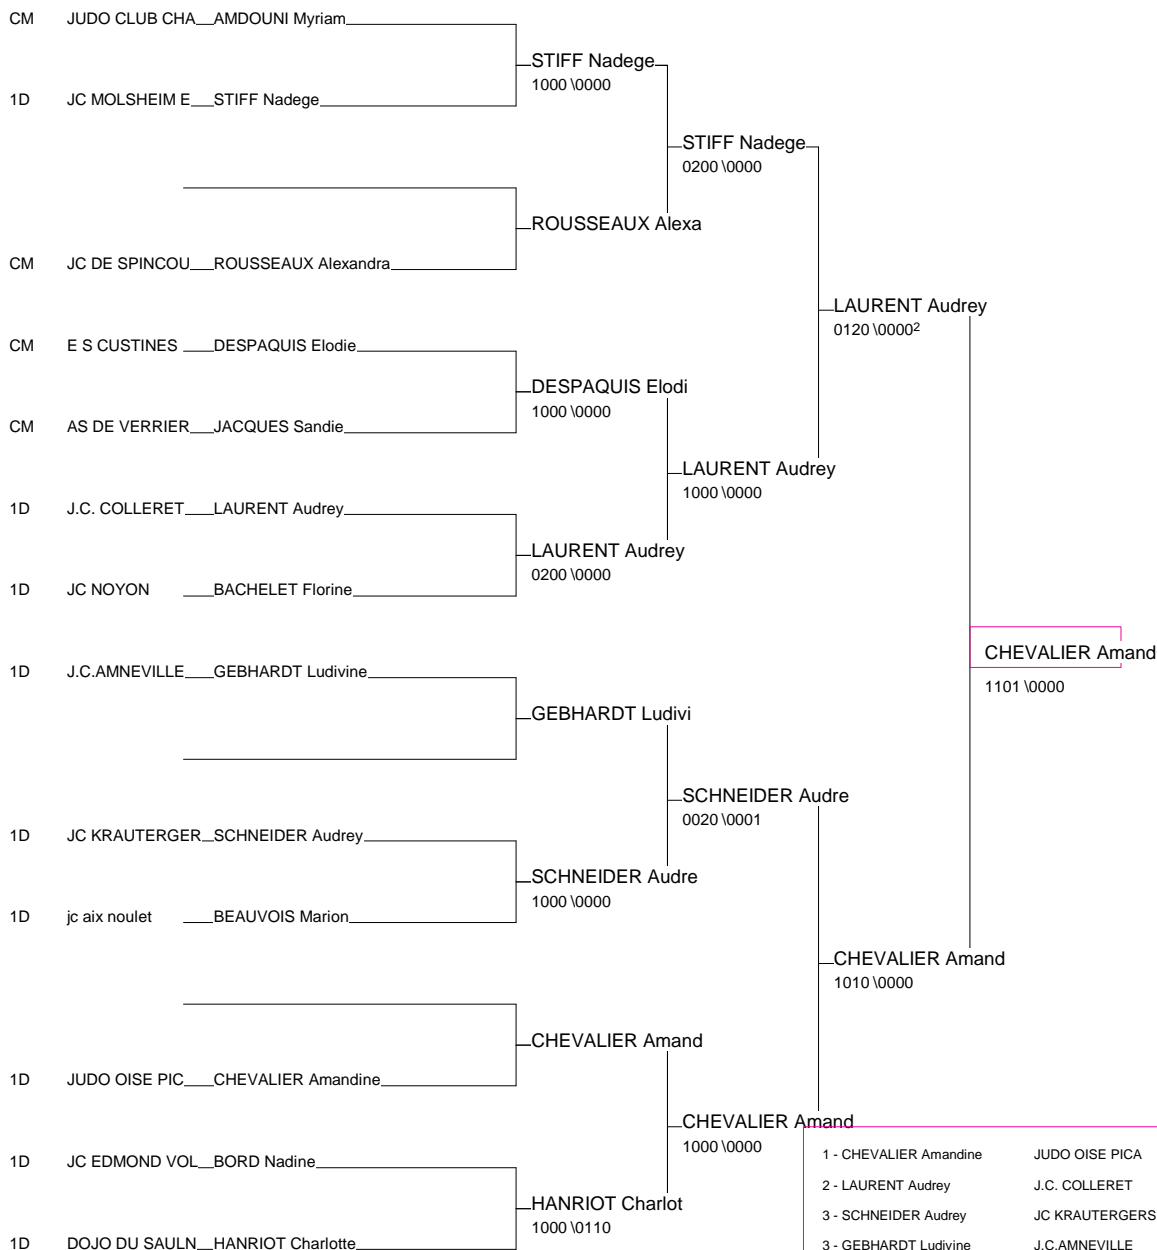 CM JUDO CLUB CHA AMDOUNI Myriam
STIFF Nadege
1000 \0000
1D JC MOLSHEIM E STIFF Nadege
STIFF Nadege
0200 \0000
ROUSSEAUX Alexa
CM JC DE SPINCOU ROUSSEAUX Alexandra
LAURENT Audrey
0120 \0000²
CM E S CUSTINES DESPAQUIS Elodie
DESPAQUIS Elodi
1000 \0000
CM AS DE VERRIER JACQUES Sandie
LAURENT Audrey
1000 \0000
1D J.C. COLLERET LAURENT Audrey
LAURENT Audrey
0200 \0000
1D JC NOYON BACHELET Florine
CHEVALIER Amand
1101 \0000
1D J.C.AMNEVILLE GEBHARDT Ludivine
GEBHARDT Ludivi
SCHNEIDER Audre
0020 \0001
1D JC KRAUTERGER SCHNEIDER Audrey
SCHNEIDER Audre
1000 \0000
1D jc aix noulet BEAUVOIS Marion
CHEVALIER Amand
1010 \0000
CHEVALIER Amand
1D JUDO OISE PIC CHEVALIER Amandine
CHEVALIER Amand
1000 \0000
1D JC EDMOND VOL BORD Nadine
HANRIOT Charlot
1000 \0110
1D DOJO DU SAULN HANRIOT Charlotte
1 - CHEVALIER Amandine JUDO OISE PICA
2 - LAURENT Audrey J.C. COLLERET
3 - SCHNEIDER Audrey JC KRAUTERGERS
3 - GEBHARDT Ludivine J.C.AMNEVILLE